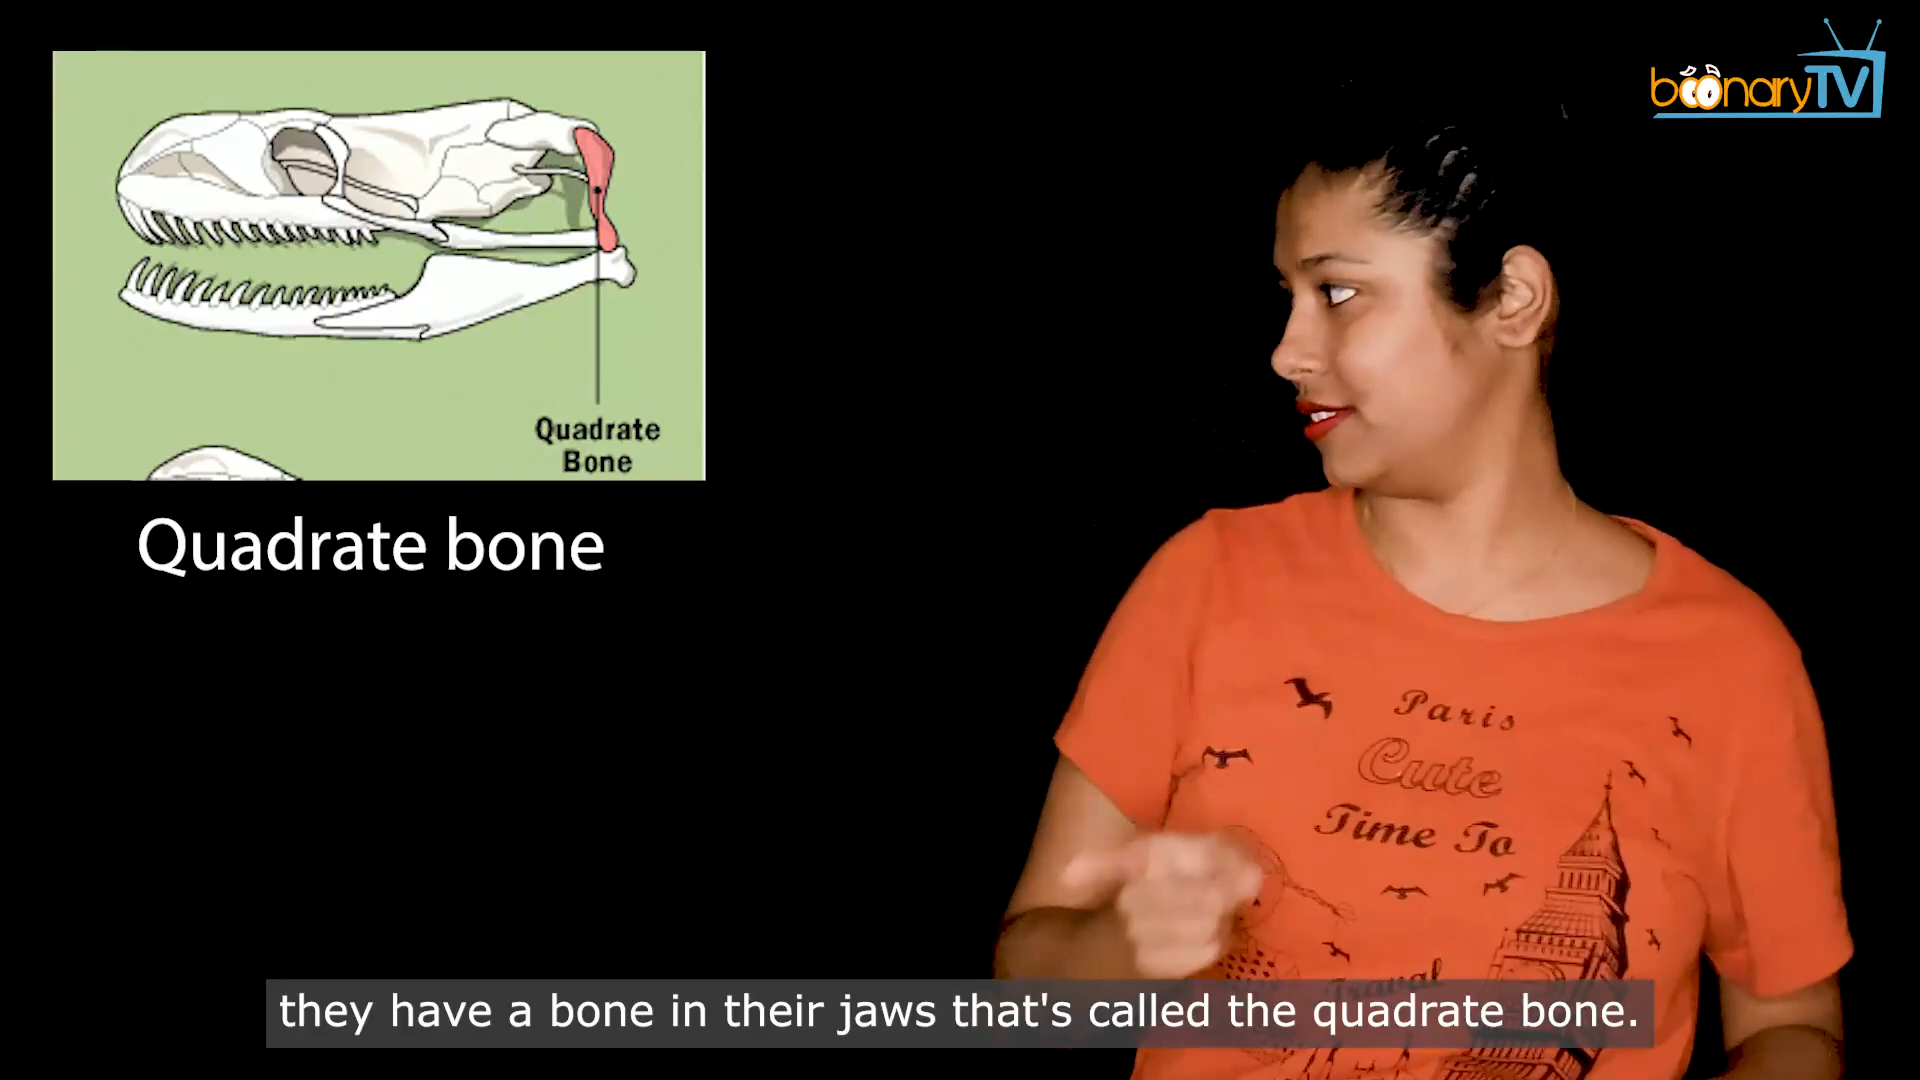 boonaryTV
Quadrate
Bone
Quadrate bone
Paris
Cute
Time To
Traval
they have a bone in their jaws that's called the quadrate bone.